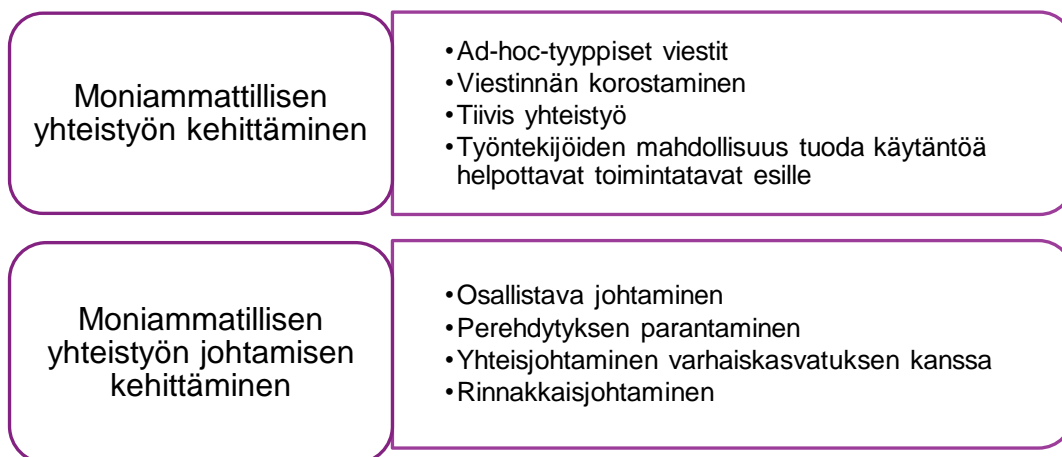 Moniammattillisen
yhteistyön kehittäminen
•Ad-hoc-tyyppiset viestit
•Viestinnän korostaminen
•Tiivis yhteistyö
•Työntekijöiden mahdollisuus tuoda käytäntöä
helpottavat toimintatavat esille
Moniammatillisen
yhteistyön johtamisen
kehittäminen
•Osallistava johtaminen
•Perehdytyksen parantaminen
•Yhteisjohtaminen varhaiskasvatuksen kanssa
•Rinnakkaisjohtaminen